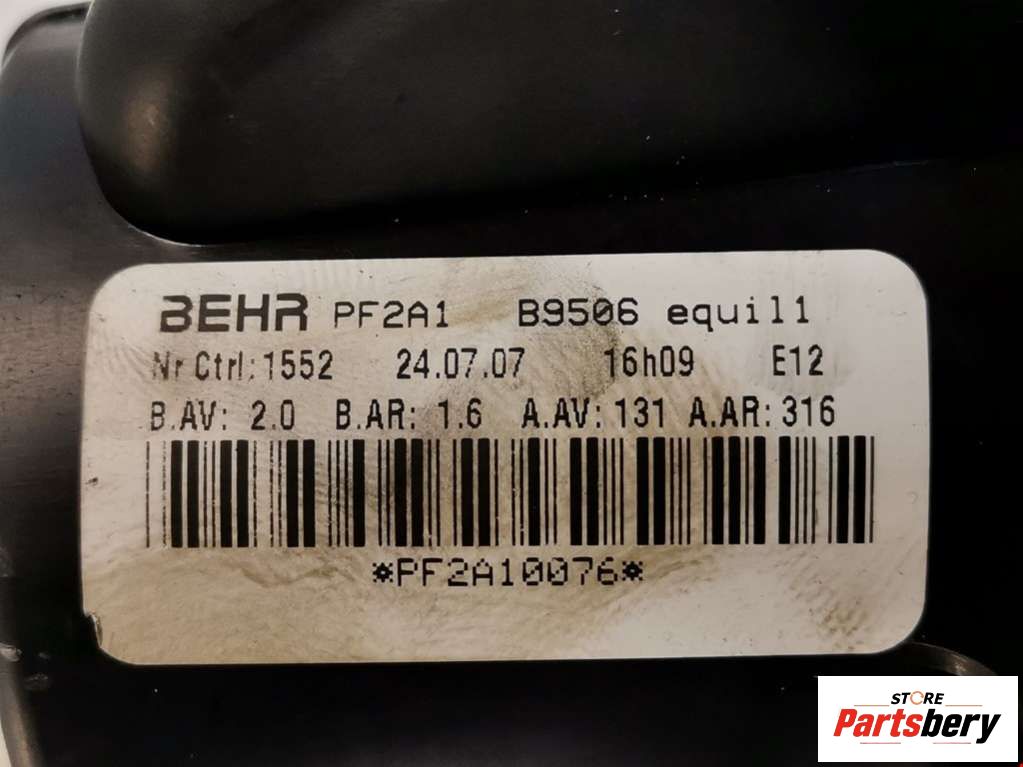 BEHR PF2A1 B9506 equil1
Nr Ctrl:1552 24.07.07 16h09 E12
B.AV: 2.0 B.AR: 1.6 A.AV:131 A.AR:316
*PF2A10076*
STORE
Partsbery